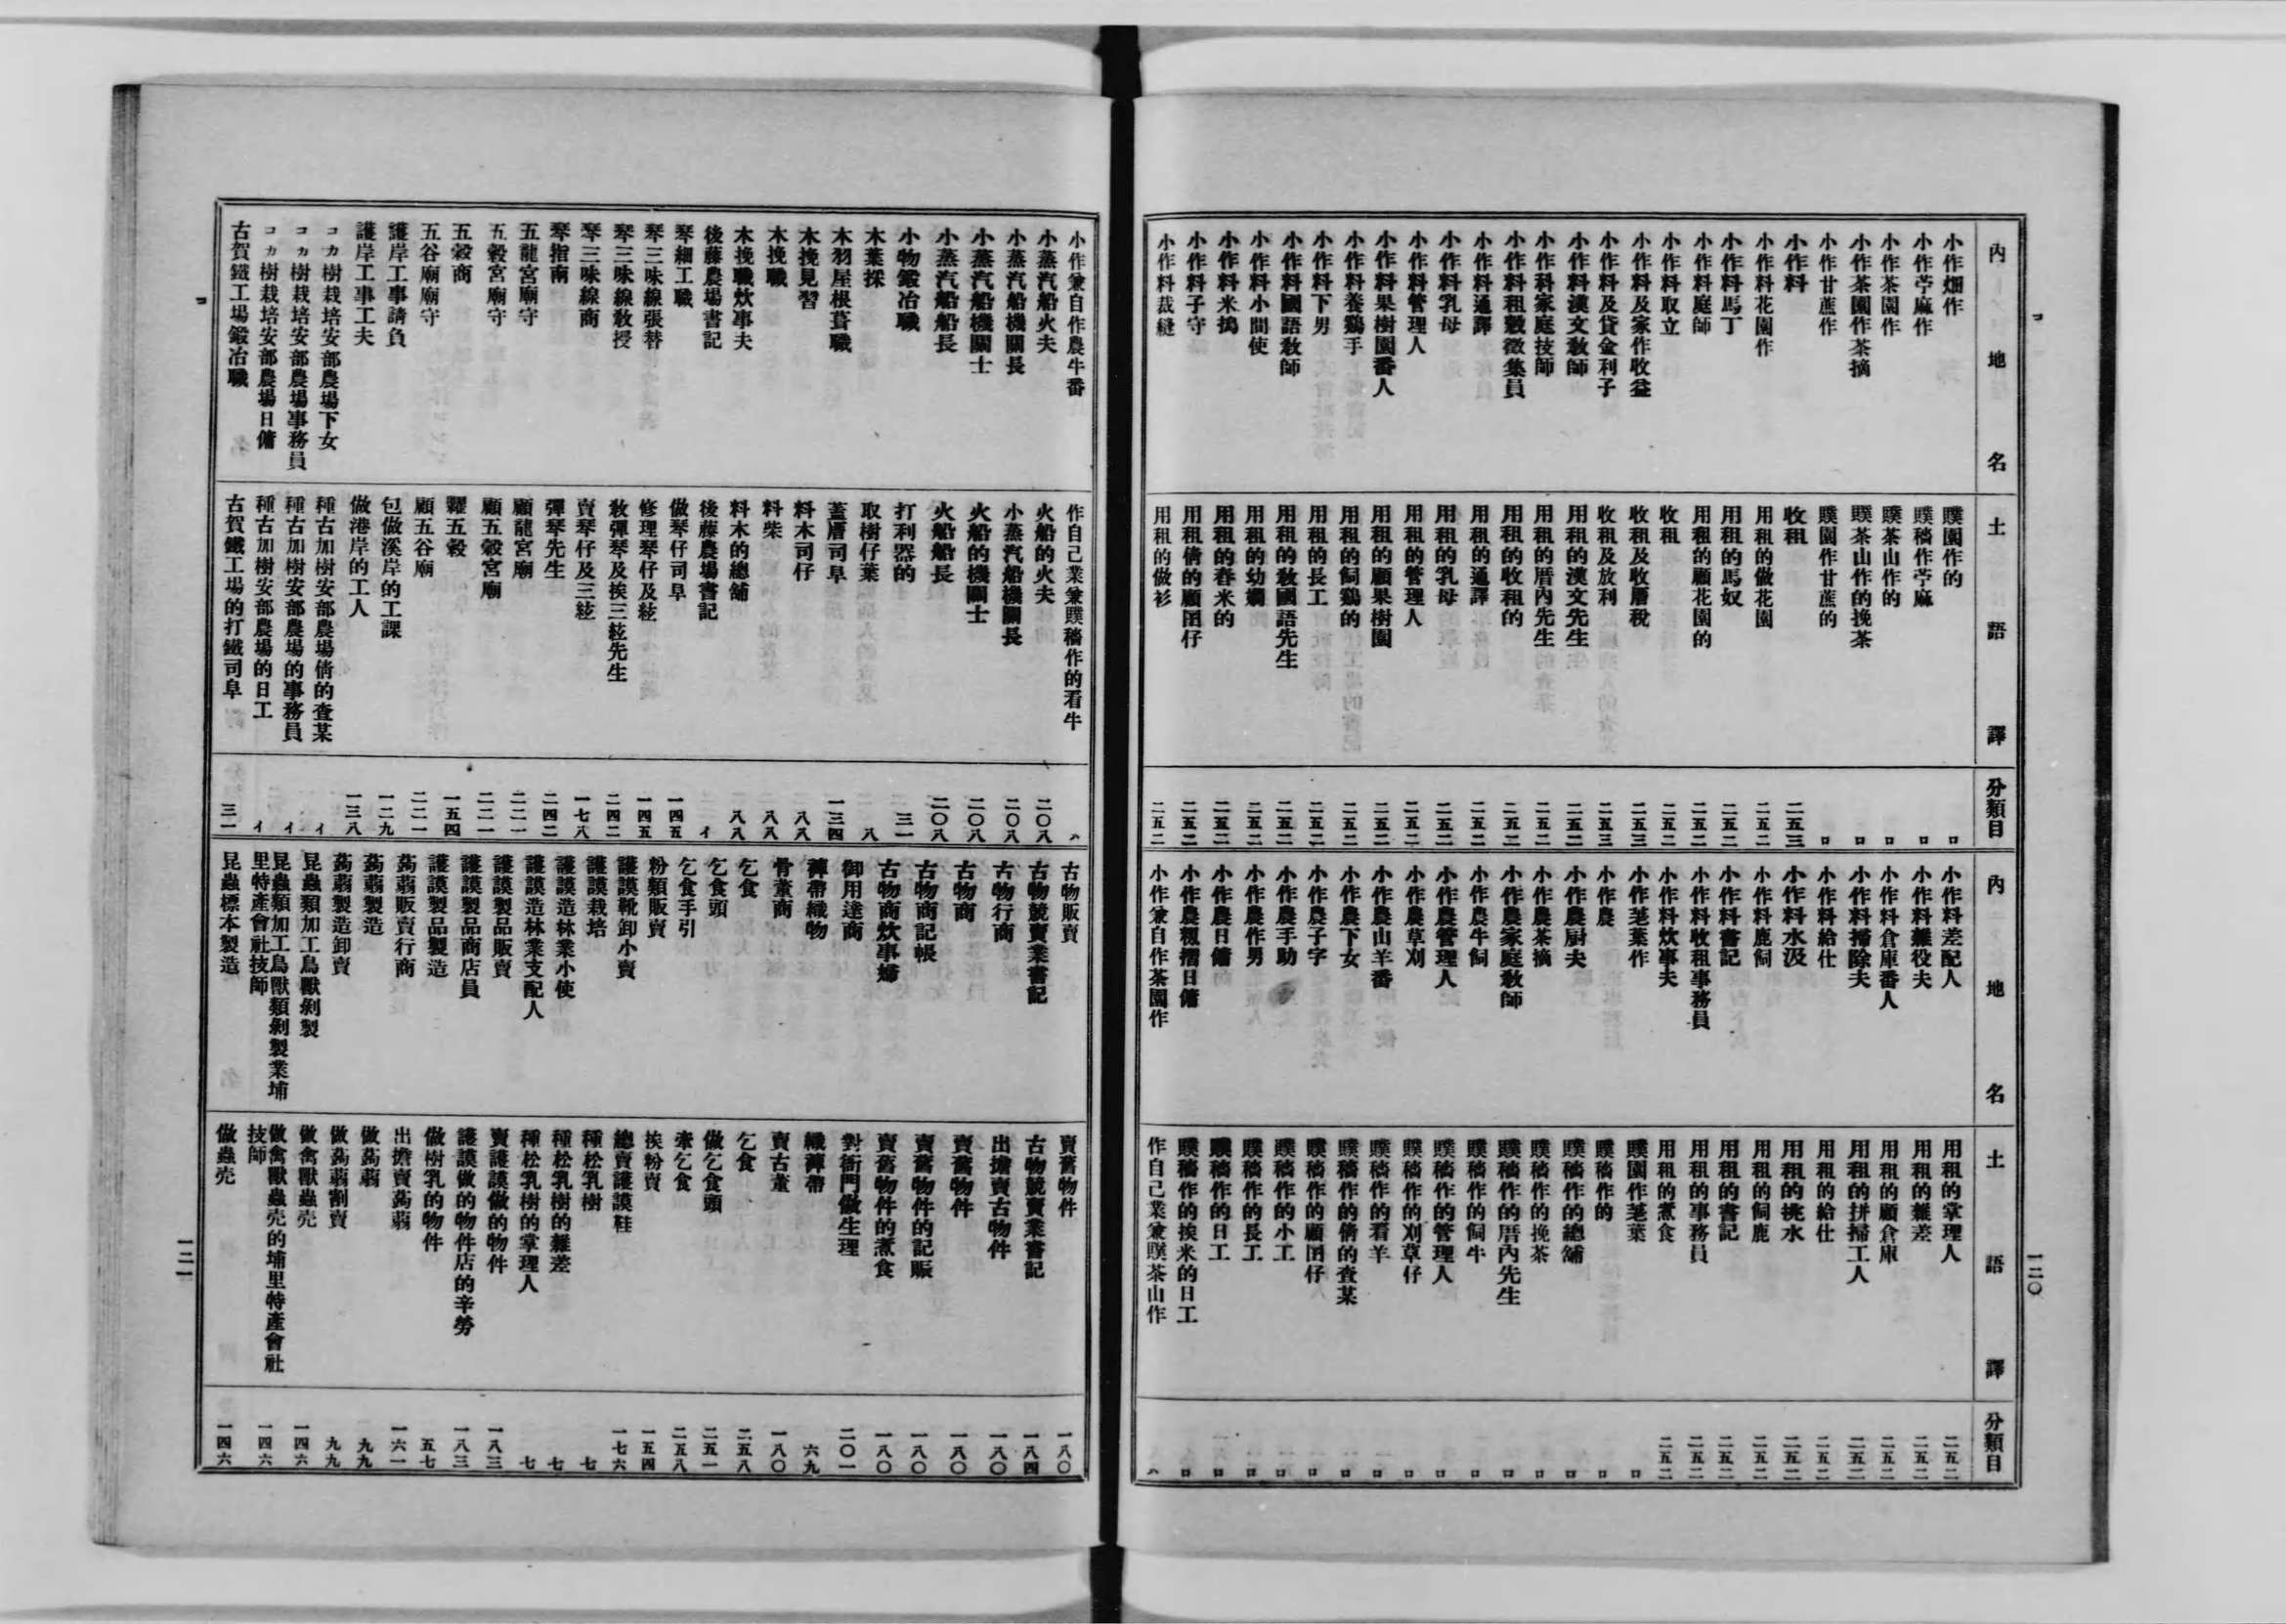 コ
內地名 土語譯 分類目
小作畑作 贌園作的 ロ
小作苧麻作 贌穡作苧麻 ロ
小作茶園作 贌茶山作的 ロ
小作茶園作茶摘 贌茶山作的挽茶 ロ
小作甘蔗作 贌園作甘蔗的 ロ
小作料 收租 二五三
小作料花園作 用租的做花園 二五二
小作料馬丁 用租的馬奴 二五二
小作料庭師 用租的顧花園的 二五二
小作料取立 收租 二五二
小作料及家作收益 收租及收厝稅 二五三
小作料及貸金利子 收租及放利 二五三
小作料漢文敎師 用租的漢文先生 二五二
小作料家庭技師 用租的厝內先生 二五二
小作料租穀徵集員 用租的收租的 二五二
小作料通譯 用租的通譯 二五二
小作料乳母 用租的乳母 二五二
小作料管理人 用租的管理人 二五二
小作料果樹園番人 用租的顧果樹園 二五二
小作料養鷄手 用租的飼鷄的 二五二
小作料下男 用租的長工 二五二
小作料國語敎師 用租的敎國語先生 二五二
小作料小間使 用租的幼嫺 二五二
小作料米搗 用租的舂米的 二五二
小作料子守 用租倩的顧囝仔 二五二
小作料裁縫 用租的做衫 二五二
內地名 土語譯 分類目
小作料差配人 用租的掌理人 二五二
小作料雜役夫 用租的雜差 二五二
小作料倉庫番人 用租的顧倉庫 二五二
小作料掃除夫 用租的拼掃工人 二五二
小作料給仕 用租的給仕 二五二
小作料水汲 用租的挑水 二五二
小作料鹿飼 用租的飼鹿 二五二
小作料書記 用租的書記 二五二
小作料收租事務員 用租的事務員 二五二
小作料炊事夫 用租的煮食 二五二
小作荖葉作 贌園作荖葉 ロ
小作農 贌穡作的 ロ
小作農厨夫 贌穡作的總舖 ロ
小作農茶摘 贌穡作的挽茶 ロ
小作農家庭敎師 贌穡作的厝內先生 ロ
小作農牛飼 贌穡作的飼牛 ロ
小作農管理人 贌穡作的管理人 ロ
小作農草刈 贌穡作的刈草仔 ロ
小作農山羊番 贌穡作的看羊 ロ
小作農下女 贌穡作的倩的查某 ロ
小作農子守 贌穡作的顧囝仔 ロ
小作農手助 贌穡作的小工 ロ
小作農作男 贌穡作的長工 ロ
小作農日傭 贌穡作的日工 ロ
小作農籾摺日傭 贌穡作的挨米的日工 ロ
小作兼自作茶園作 作自己業兼贌茶山作 ハ
一二〇
小作兼自作農牛番 作自己業兼贌穡作的看牛 ハ
小蒸汽船火夫 火船的火夫 二〇八
小蒸汽船機關長 小蒸汽船機關長 二〇八
小蒸汽船機關士 火船的機關士 二〇八
小蒸汽船船長 火船船長 二〇八
小物鍛冶職 打利器的 三一
木葉採 取樹仔葉 八
木羽屋根葺職 蓋厝司阜 一三四
木挽見習 料木司仔 八八
木挽職 料柴 八八
木挽職炊事夫 料木的總舖 八八
後藤農場書記 後藤農場書記 イ
琴細工職 做琴仔司阜 一四五
琴三味線張替 修理琴仔及絃 一四五
琴三味線敎授 敎彈琴及挨三絃先生 二四二
琴三味線商 賣琴仔及三絃 一七八
琴指南 彈琴先生 二四二
五龍宮廟守 顧龍宮廟 二二一
五穀宮廟守 顧五穀宮廟 二二一
五穀商 糶五穀 一五四
五谷廟廟守 顧五谷廟 二二一
護岸工事請負 包做溪岸的工課 一二九
護岸工事工夫 做港岸的工人 一三八
コカ樹栽培安部農場下女 種古加樹安部農場倩的查某 イ
コカ樹栽培安部農場事務員 種古加樹安部農場的事務員 イ
コカ樹栽培安部農場日傭 種古加樹安部農場的日工 イ
古賀鐵工場鍛冶職 古賀鐵工場的打鐵司阜 三一
古物販賣 賣舊物件 一八〇
古物競賣業書記 古物競賣業書記 一八四
古物行商 出擔賣古物件 一八〇
古物商 賣舊物件 一八〇
古物商記帳 賣舊物件的記賬 一八〇
古物商炊事婦 賣舊物件的煮食 一八〇
御用達商 對衙門做生理 二〇一
褌帶織物 織褌帶 六九
骨董商 賣古董 一八〇
乞食 乞食 二五八
乞食頭 做乞食頭 二五一
乞食手引 牽乞食 二五八
粉類販賣 挨粉賣 一五四
護謨靴卸小賣 總賣護謨鞋 一七六
護謨栽培 種松乳樹 七
護謨造林業小使 種松乳樹的雜差 七
護謨造林業支配人 種松乳樹的掌理人 七
護謨製品販賣 賣護謨做的物件 一八三
護謨製品商店員 護謨做的物件店的辛勞 一八三
護謨製品製造 做樹乳的物件 五七
蒟蒻販賣行商 出擔賣蒟蒻 一六一
蒟蒻製造 做蒟蒻 九九
蒟蒻製造卸賣 做蒟蒻割賣 九九
昆蟲類加工鳥獸剝製 做禽獸蟲壳 一四六
昆蟲類加工鳥獸類剝製業埔
里特產會社技師 做禽獸蟲壳的埔里特產會社
技師 一四六
昆蟲標本製造 做蟲壳 一四六
コ
一二一